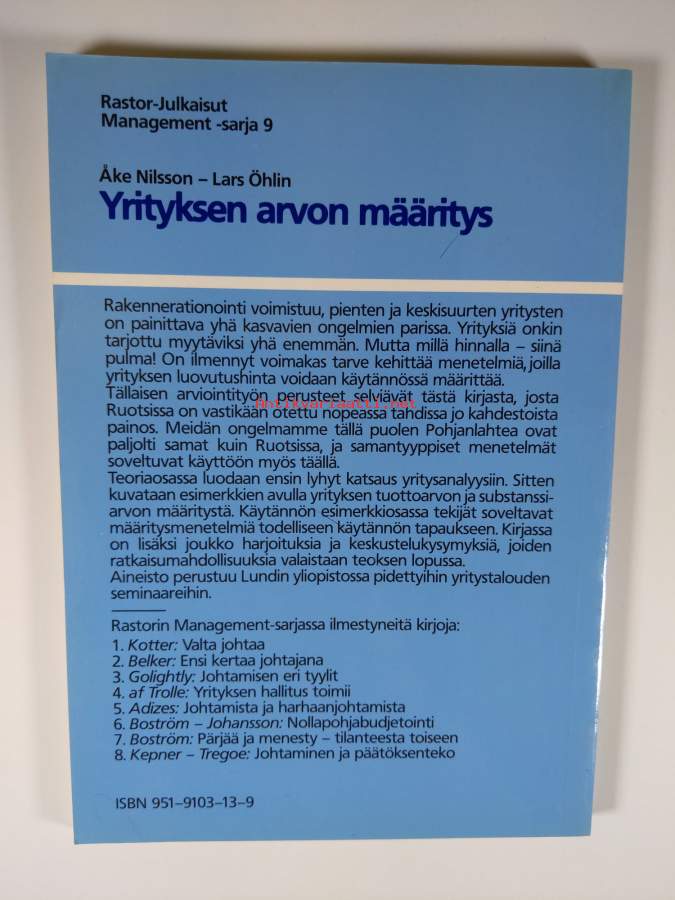 Rastor-Julkaisut
Management -sarja 9
Åke Nilsson – Lars Öhlin
Yrityksen arvon määritys
Rakennerationointi voimistuu, pienten ja keskisuurten yritysten
on painittava yhä kasvavien ongelmien parissa. Yrityksiä onkin
tarjottu myytäviksi yhä enemmän. Mutta millä hinnalla – siinä
pulma! On ilmennyt voimakas tarve kehittää menetelmiä, joilla
yrityksen luovutushinta voidaan käytännössä määrittää.
Tällaisen arviointityön perusteet selviävät tästä kirjasta, josta
Antikvariaatti.net
Ruotsissa on vastikään otettu nopeassa tahdissa jo kahdestoista
painos. Meidän ongelmamme tällä puolen Pohjanlahtea ovat
paljolti samat kuin Ruotsissa, ja samantyyppiset menetelmät
soveltuvat käyttöön myös täällä.
Teoriaosassa luodaan ensin lyhyt katsaus yritysanalyysiin. Sitten
kuvataan esimerkkien avulla yrityksen tuottoarvon ja substanssi-
arvon määritystä. Käytännön esimerkkiosassa tekijät soveltavat
määritysmenetelmiä todelliseen käytännön tapaukseen. Kirjassa
on lisäksi joukko harjoituksia ja keskustelukysymyksiä, joiden
ratkaisumahdollisuuksia valaistaan teoksen lopussa.
Aineisto perustuu Lundin yliopistossa pidettyihin yritystalouden
seminaareihin.
Rastorin Management-sarjassa ilmestyneitä kirjoja:
1. Kotter: Valta johtaa
2. Belker: Ensi kertaa johtajana
3. Golightly: Johtamisen eri tyylit
4. af Trolle: Yrityksen hallitus toimii
5. Adizes: Johtamista ja harhaanjohtamista
6. Boström – Johansson: Nollapohjabudjetointi
7. Boström: Pärjää ja menesty – tilanteesta toiseen
8. Kepner – Tregoe: Johtaminen ja päätöksenteko
ISBN 951–9103–13–9